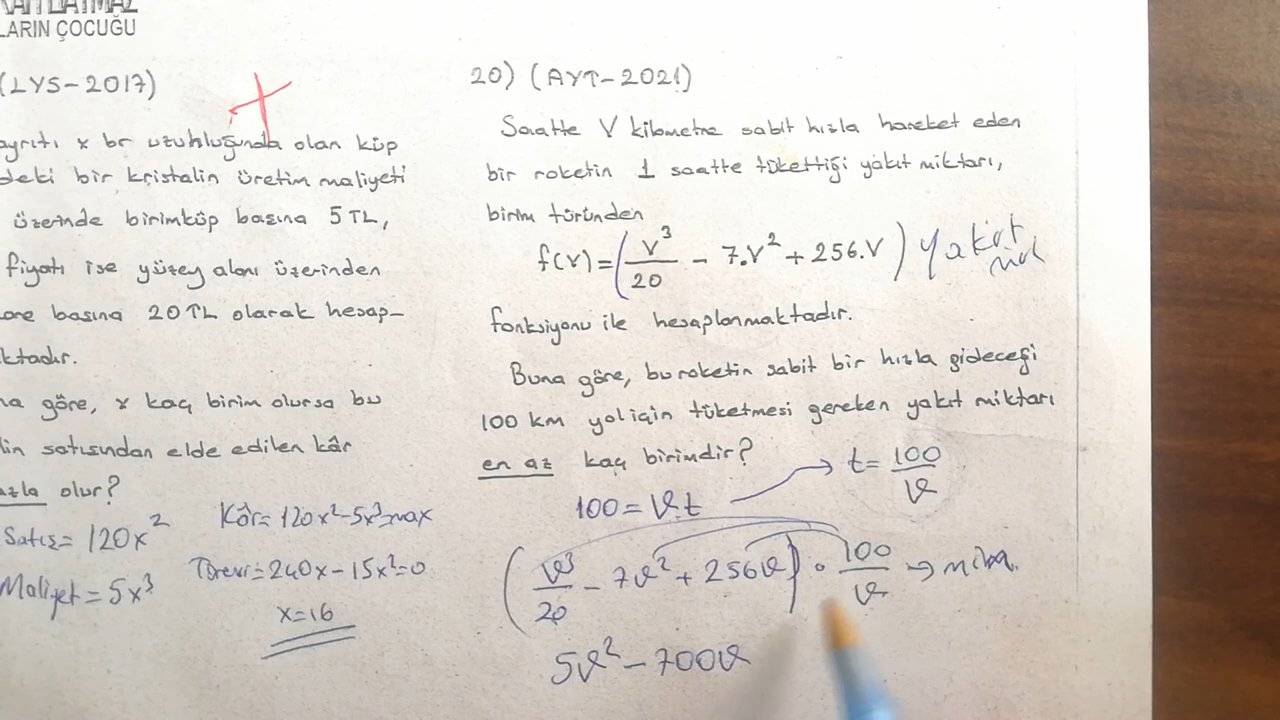 LARIN ÇOCUĞU
(LYS-2017)
ayrıtı x br uzunluğunda olan küp
deki bir kristalin üretim maliyeti
üzerinde birimküp başına 5 TL,
fiyatı ise yüzey alanı üzerinden
are başına 20 TL olarak hesap-
ktadır.
na göre, x kaç birim olursa bu
lin satışından elde edilen kâr
azla olur?
Satış = 120x²
Maliyet = 5x³
Kâr = 120x² - 5x³ max
Türevi = 240x - 15x² = 0
x = 16
20) (AYT-2021)
Saatte V kilometre sabit hızla hareket eden
bir roketin 1 saatte tükettiği yakıt miktarı,
birim türünden
f(v) = (v³/20 - 7.v² + 256.v) yakıt
fonksiyonu ile hesaplanmaktadır.
Buna göre, bu roketin sabit bir hızla gideceği
100 km yol için tüketmesi gereken yakıt miktarı
en az kaç birimdir?
100 = v.t → t = 100/v
(v³/20 - 7v² + 256v) . 100/v →
5v² - 700v